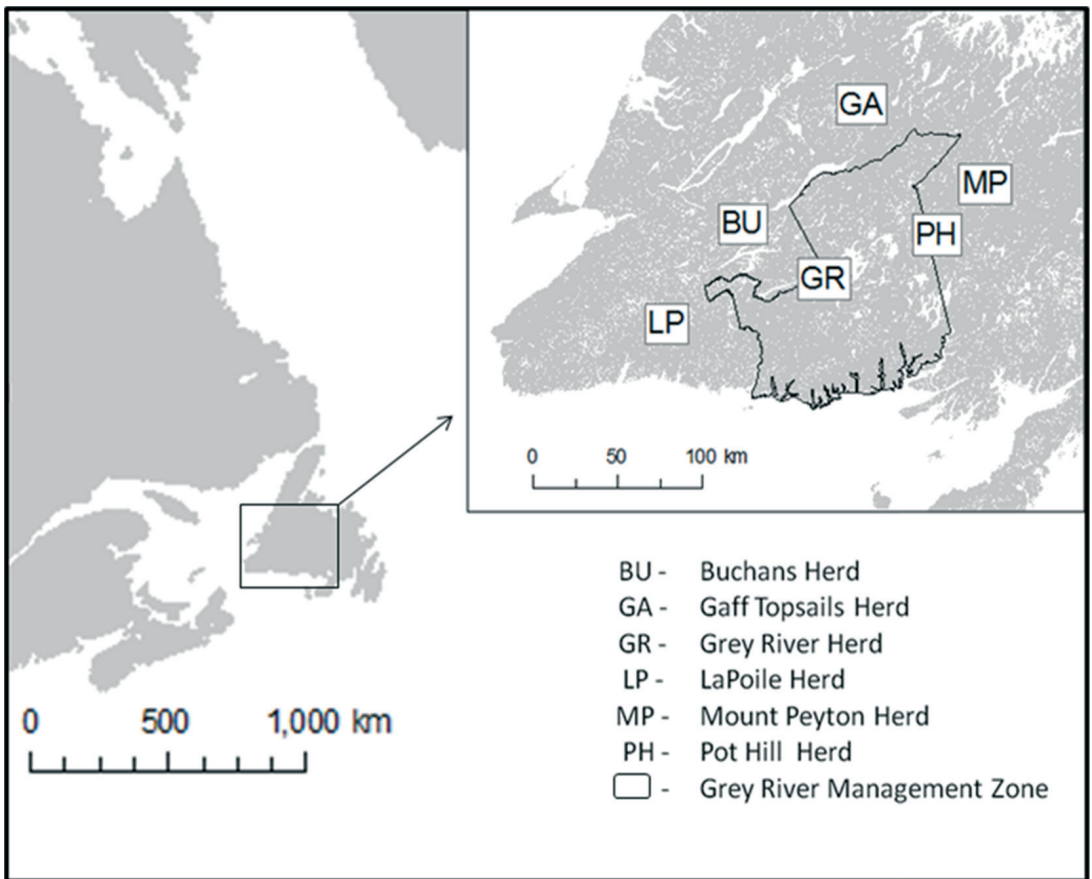 GA
MP
BU
PH
GR
LP
0 50 100 km
BU - Buchans Herd
GA - Gaff Topsails Herd
GR - Grey River Herd
LP - LaPoile Herd
MP - Mount Peyton Herd
PH - Pot Hill Herd
- Grey River Management Zone
0 500 1,000 km